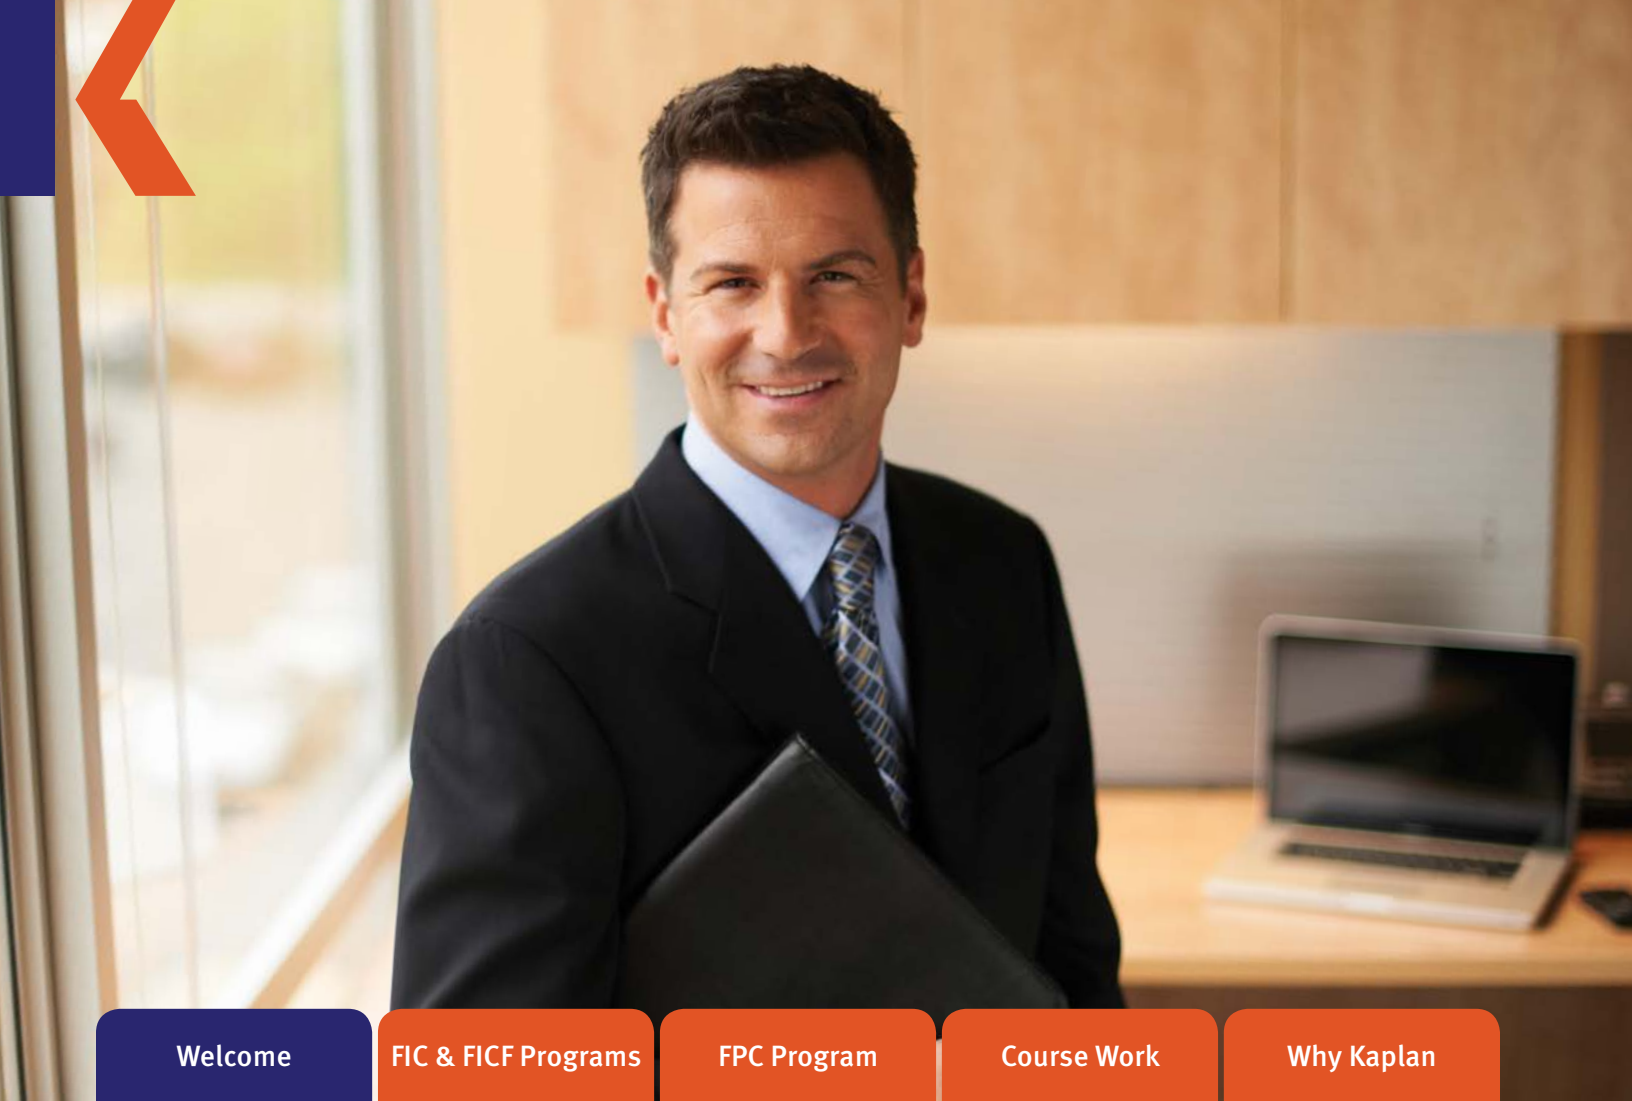 Welcome
FIC & FICF Programs
FPC Program
Course Work
Why Kaplan